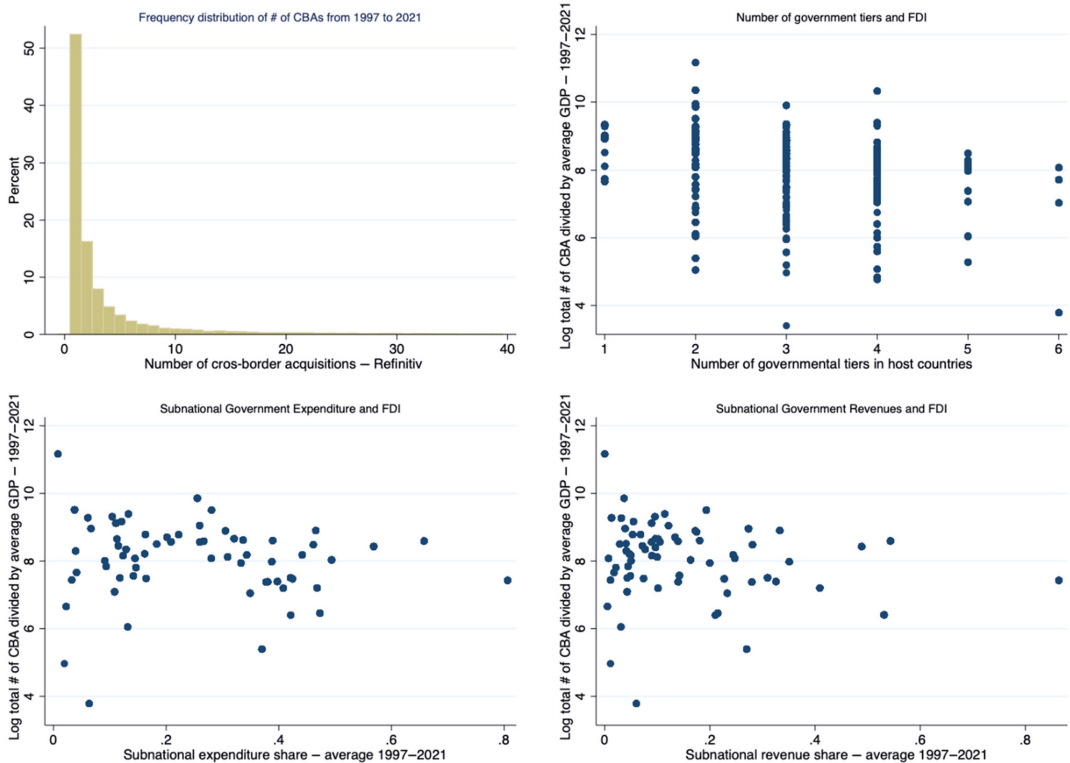 Frequency distribution of # of CBAs from 1997 to 2021
Percent
50
40
30
20
10
0
0 10 20 30 40
Number of cros-border acquisitions – Refinitiv
Number of government tiers and FDI
Log total # of CBA divided by average GDP – 1997–2021
12
10
8
6
4
1 2 3 4 5 6
Number of governmental tiers in host countries
Subnational Government Expenditure and FDI
Log total # of CBA divided by average GDP – 1997–2021
12
10
8
6
4
0 .2 .4 .6 .8
Subnational expenditure share – average 1997–2021
Subnational Government Revenues and FDI
Log total # of CBA divided by average GDP – 1997–2021
12
10
8
6
4
0 .2 .4 .6 .8
Subnational revenue share – average 1997–2021